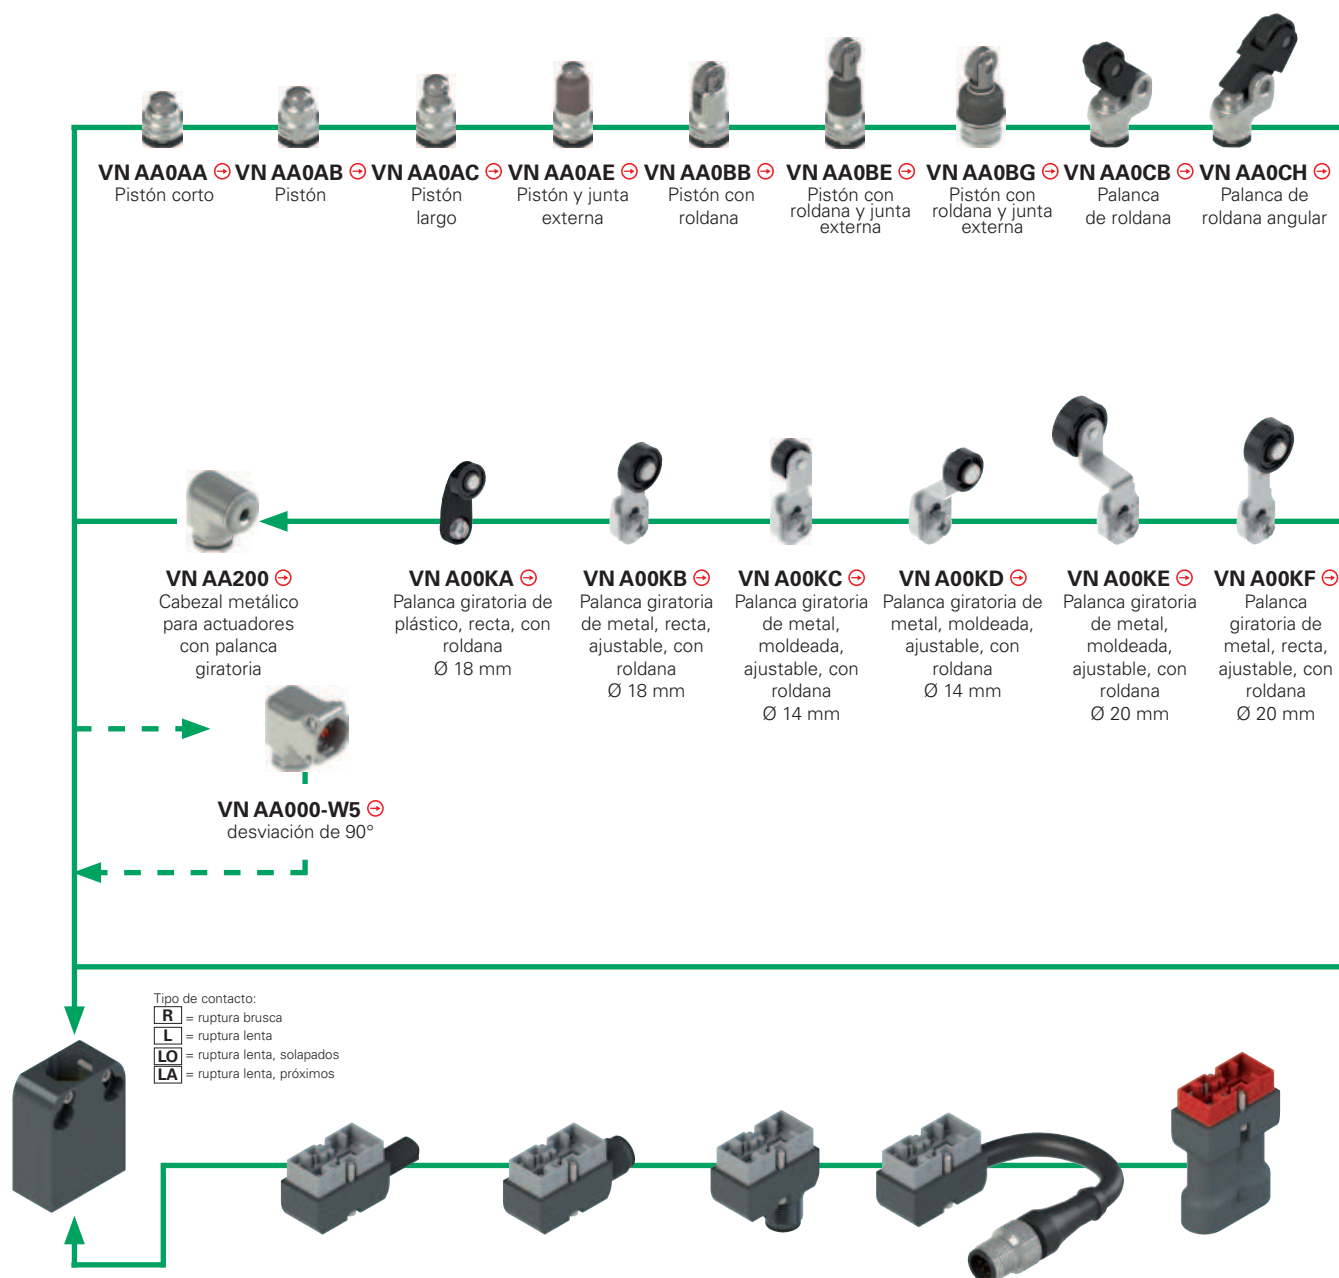 VN AA0AA
Pistón corto
VN AA0AB
Pistón
VN AA0AC
Pistón
largo
VN AA0AE
Pistón y junta
externa
VN AA0BB
Pistón con
roldana
VN AA0BE
Pistón con
roldana y junta
externa
VN AA0BG
Pistón con
roldana y junta
externa
VN AA0CB
Palanca
de roldana
VN AA0CH
Palanca de
roldana angular
VN AA200
Cabezal metálico
para actuadores
con palanca
giratoria
VN A00KA
Palanca giratoria de
plástico, recta, con
roldana
Ø 18 mm
VN A00KB
Palanca giratoria
de metal, recta,
ajustable, con
roldana
Ø 18 mm
VN A00KC
Palanca giratoria
de metal,
moldeada,
ajustable, con
roldana
Ø 14 mm
VN A00KD
Palanca giratoria de
metal, moldeada,
ajustable, con
roldana
Ø 14 mm
VN A00KE
Palanca giratoria
de metal,
moldeada,
ajustable, con
roldana
Ø 20 mm
VN A00KF
Palanca
giratoria de
metal, recta,
ajustable, con
roldana
Ø 20 mm
VN AA000-W5
desviación de 90°
Tipo de contacto:
R = ruptura brusca
L = ruptura lenta
LO = ruptura lenta, solapados
LA = ruptura lenta, próximos